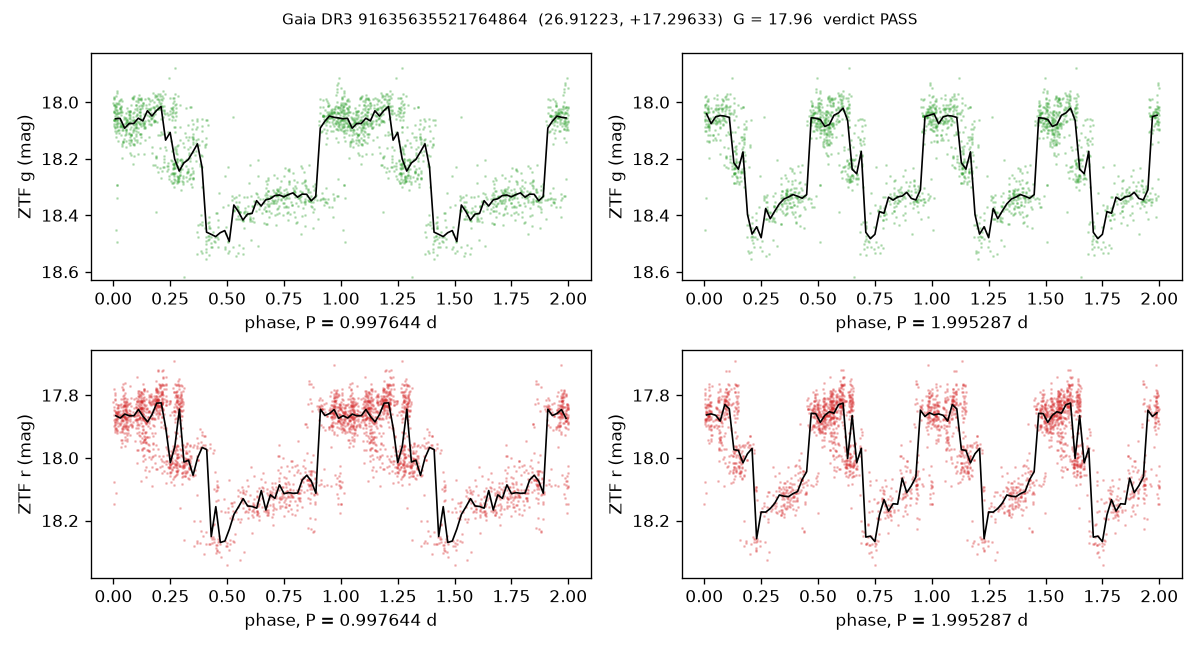 Gaia DR3 91635635521764864 (26.91223, +17.29633) G = 17.96 verdict PASS
ZTF g (mag)
18.0
18.2
18.4
18.6
0.00 0.25 0.50 0.75 1.00 1.25 1.50 1.75 2.00
phase, P = 0.997644 d
ZTF g (mag)
18.0
18.2
18.4
18.6
0.00 0.25 0.50 0.75 1.00 1.25 1.50 1.75 2.00
phase, P = 1.995287 d
ZTF r (mag)
17.8
18.0
18.2
0.00 0.25 0.50 0.75 1.00 1.25 1.50 1.75 2.00
phase, P = 0.997644 d
ZTF r (mag)
17.8
18.0
18.2
0.00 0.25 0.50 0.75 1.00 1.25 1.50 1.75 2.00
phase, P = 1.995287 d